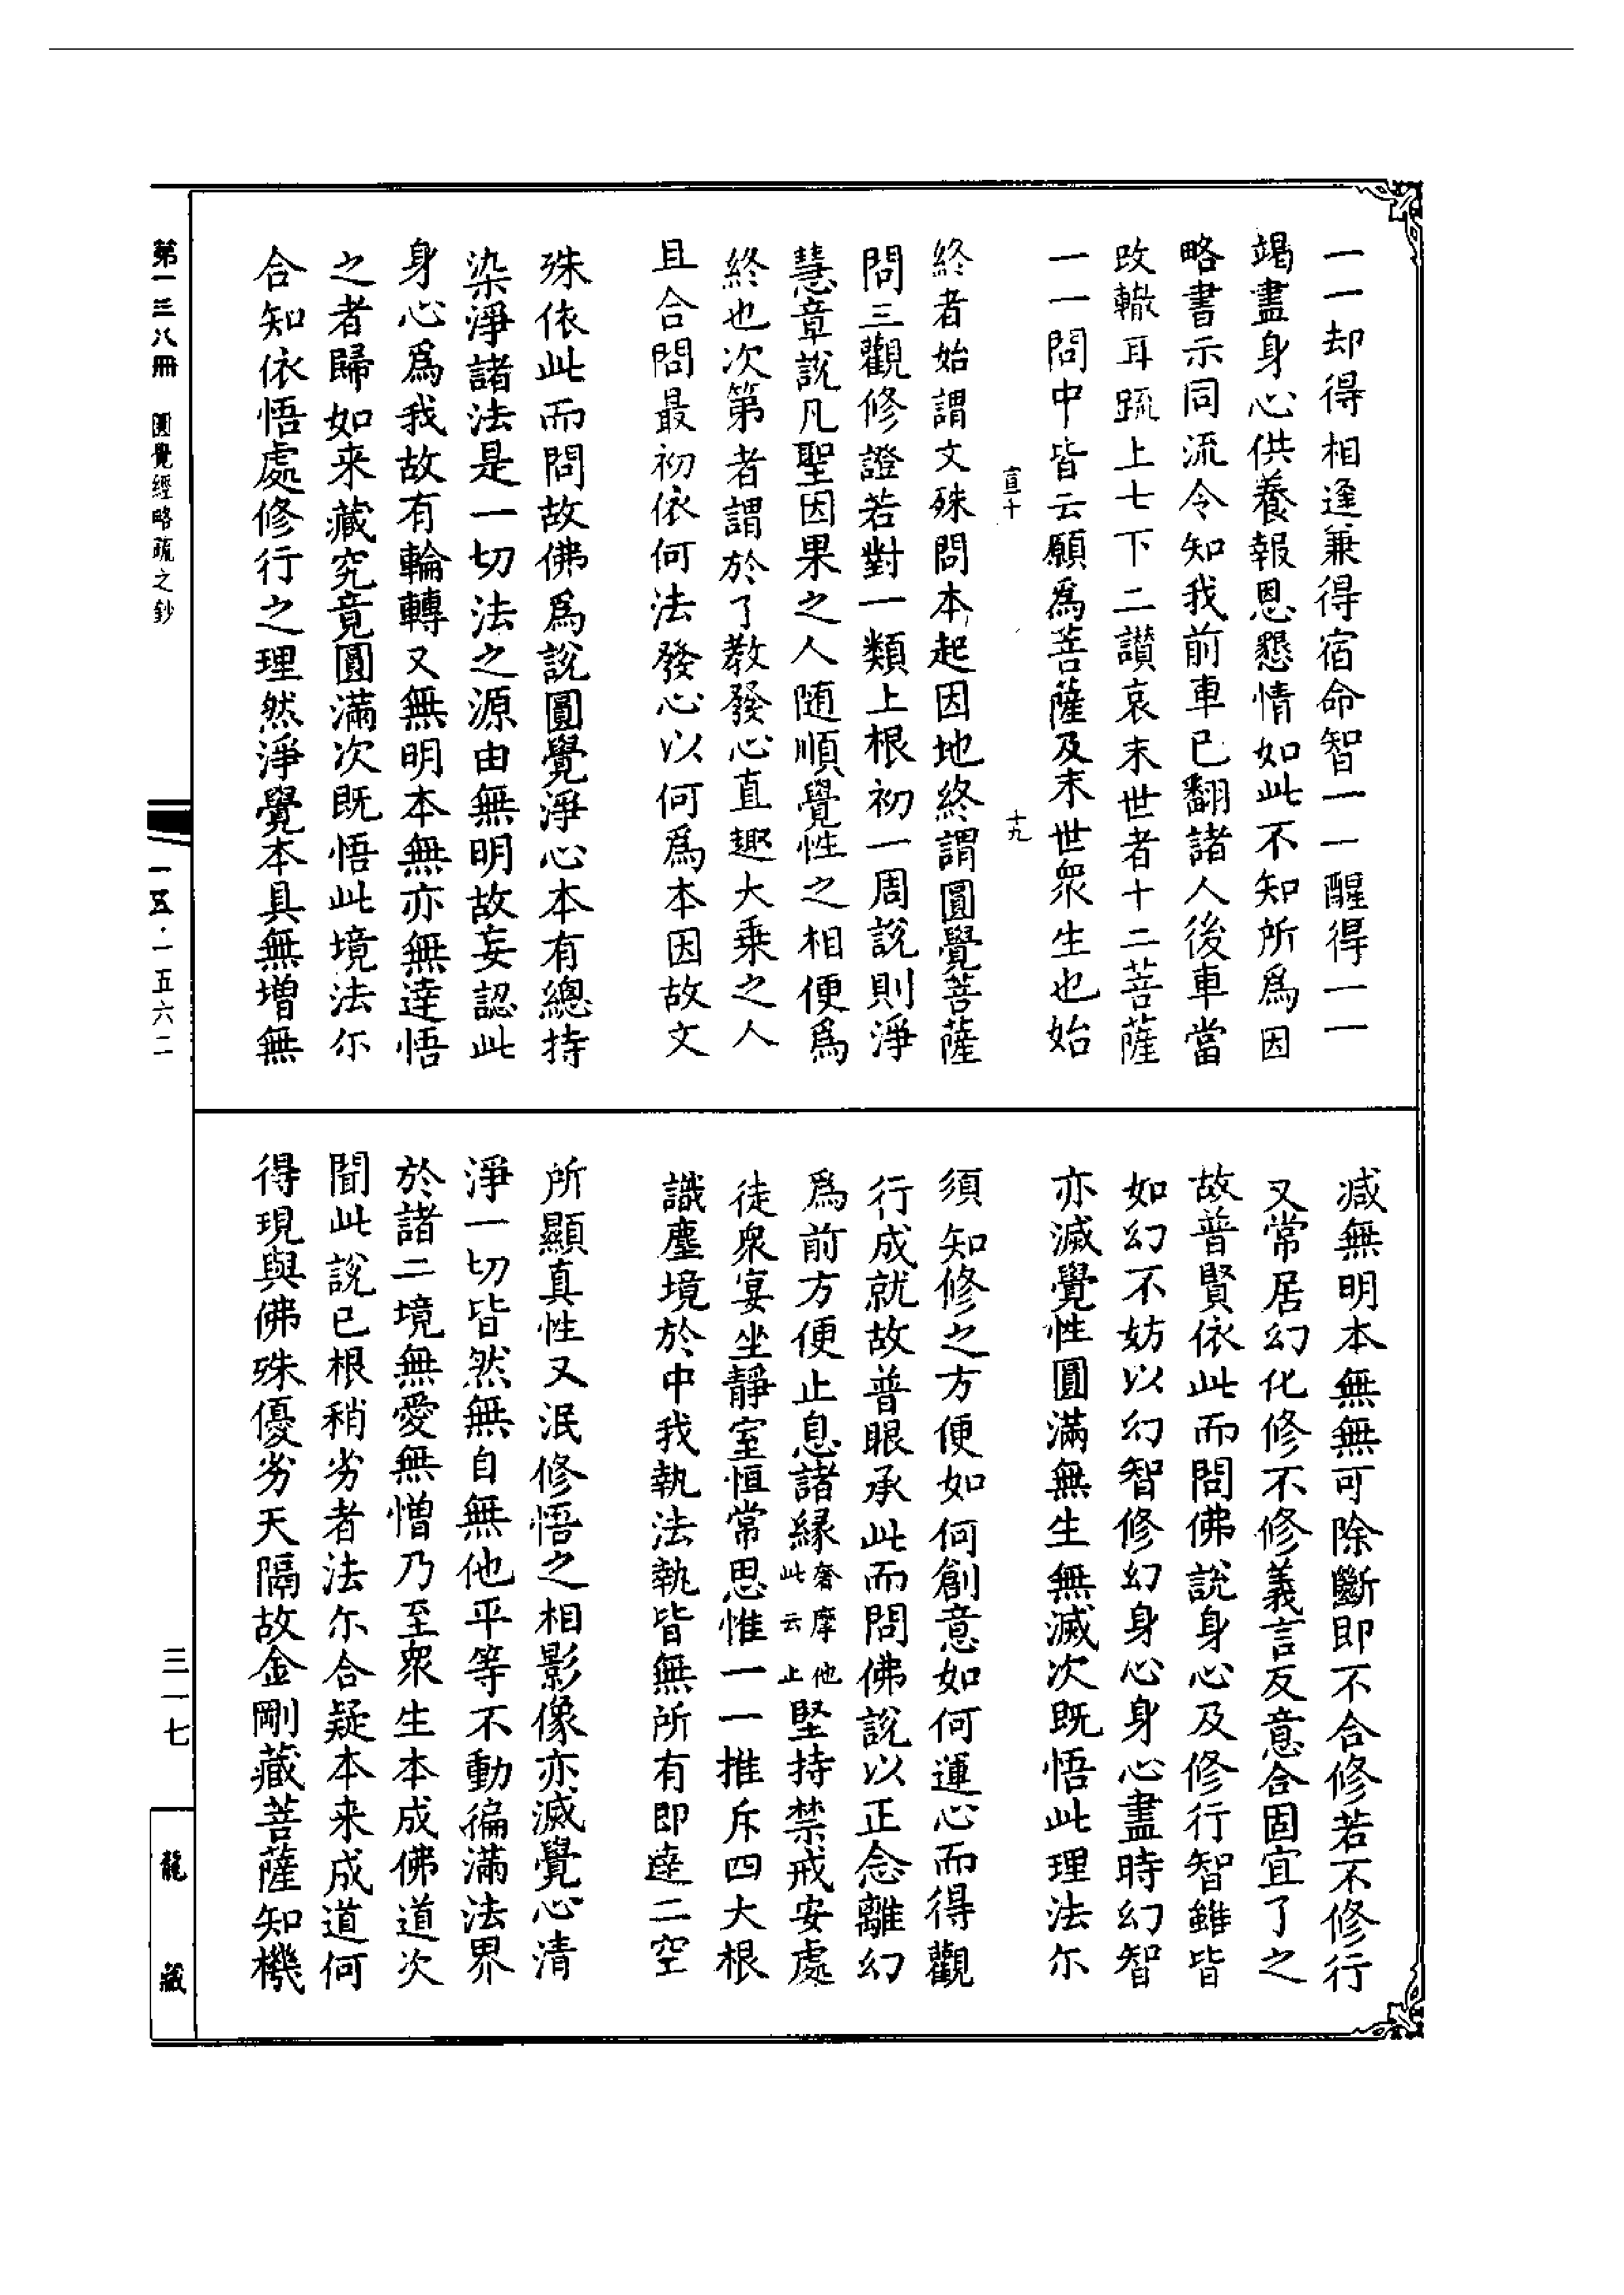 一一却得相逢兼得宿命智一一醒得一一
竭盡身心供養報恩懇情如此不知所爲因
略書示同流令知我前車已翻諸人後車當
改轍耳䟽上七下二讃哀末世者十二菩薩
一一問中皆云願爲菩薩及末世衆生也始
宣十
十九
終者始謂文殊問本起因地終謂圓覺菩薩
問三觀修證若對一類上根初一周説則淨
慧章説凡聖因果之人随順覺性之相便爲
終也次第者謂於了教發心直趣大乗之人
且合問最初依何法發心以何爲本因故文
殊依此而問故佛爲説圓覺淨心本有總持
染淨諸法是一切法之源由無明故妄認此
身心爲我故有輪轉又無明本無亦無逹悟
之者歸如来藏究竟圓滿次既悟此境法尓
合知依悟處修行之理然淨覺本具無増無
減無明本無無可除斷即不合修若不修行
又常居幻化修不修義言反意合固宜了之
故普賢依此而問佛説身心及修行智雖皆
如幻不妨以幻智修幻身心身心盡時幻智
亦滅覺性圓滿無生無滅次既悟此理法尓
須知修之方便如何創意如何運心而得觀
行成就故普眼承此而問佛説以正念離幻
爲前方便止息諸縁奢摩他此云止堅持禁戒安處
徒衆宴坐靜室恒常思惟一一推斥四大根
識塵境於中我執法執皆無所有即逹二空
所顯真性又泯修悟之相影像亦滅覺心清
淨一切皆然無自無他平等不動徧滿法界
於諸二境無愛無憎乃至衆生本成佛道次
聞此説已根稍劣者法尓合疑本来成道何
得現與佛殊優劣天隔故金剛藏菩薩知機
第一三八冊 圓覺經略疏之鈔
一五·一五六二
三一七
龍藏